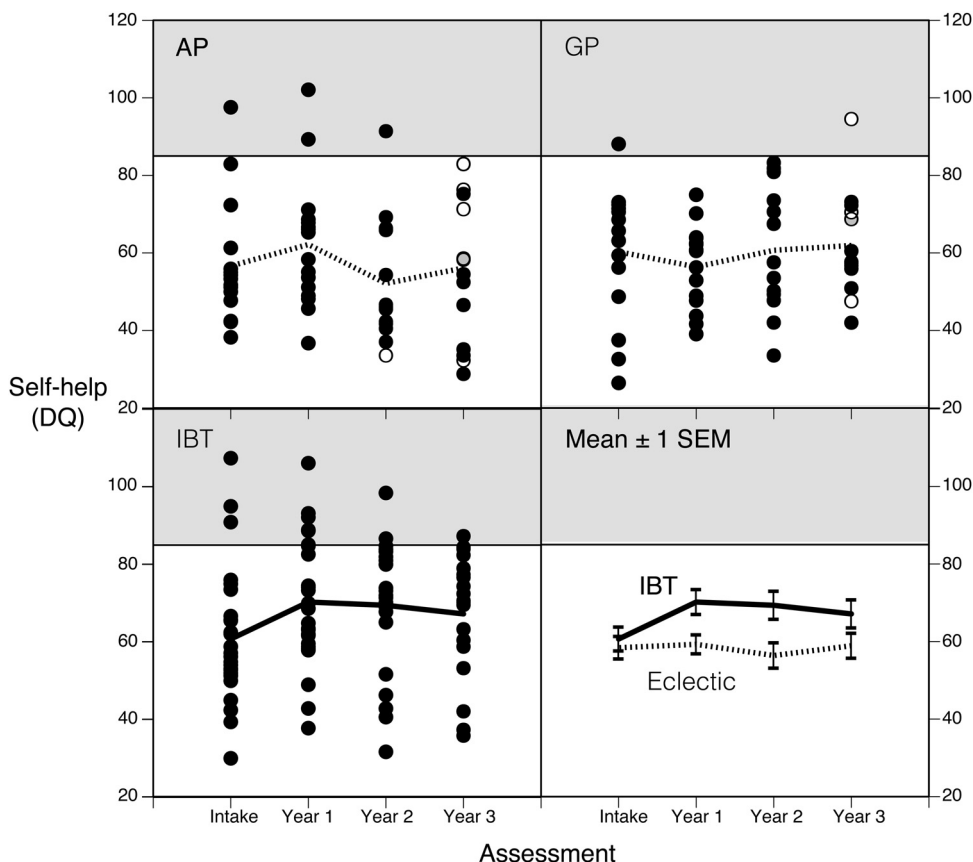 120
120
AP
GP
100
100
80
80
60
60
40
40
Self-help
(DQ)
20
20
IBT
Mean ± 1 SEM
100
100
80
80
IBT
60
60
Eclectic
40
40
20
20
Intake Year 1 Year 2 Year 3 Intake Year 1 Year 2 Year 3
Assessment